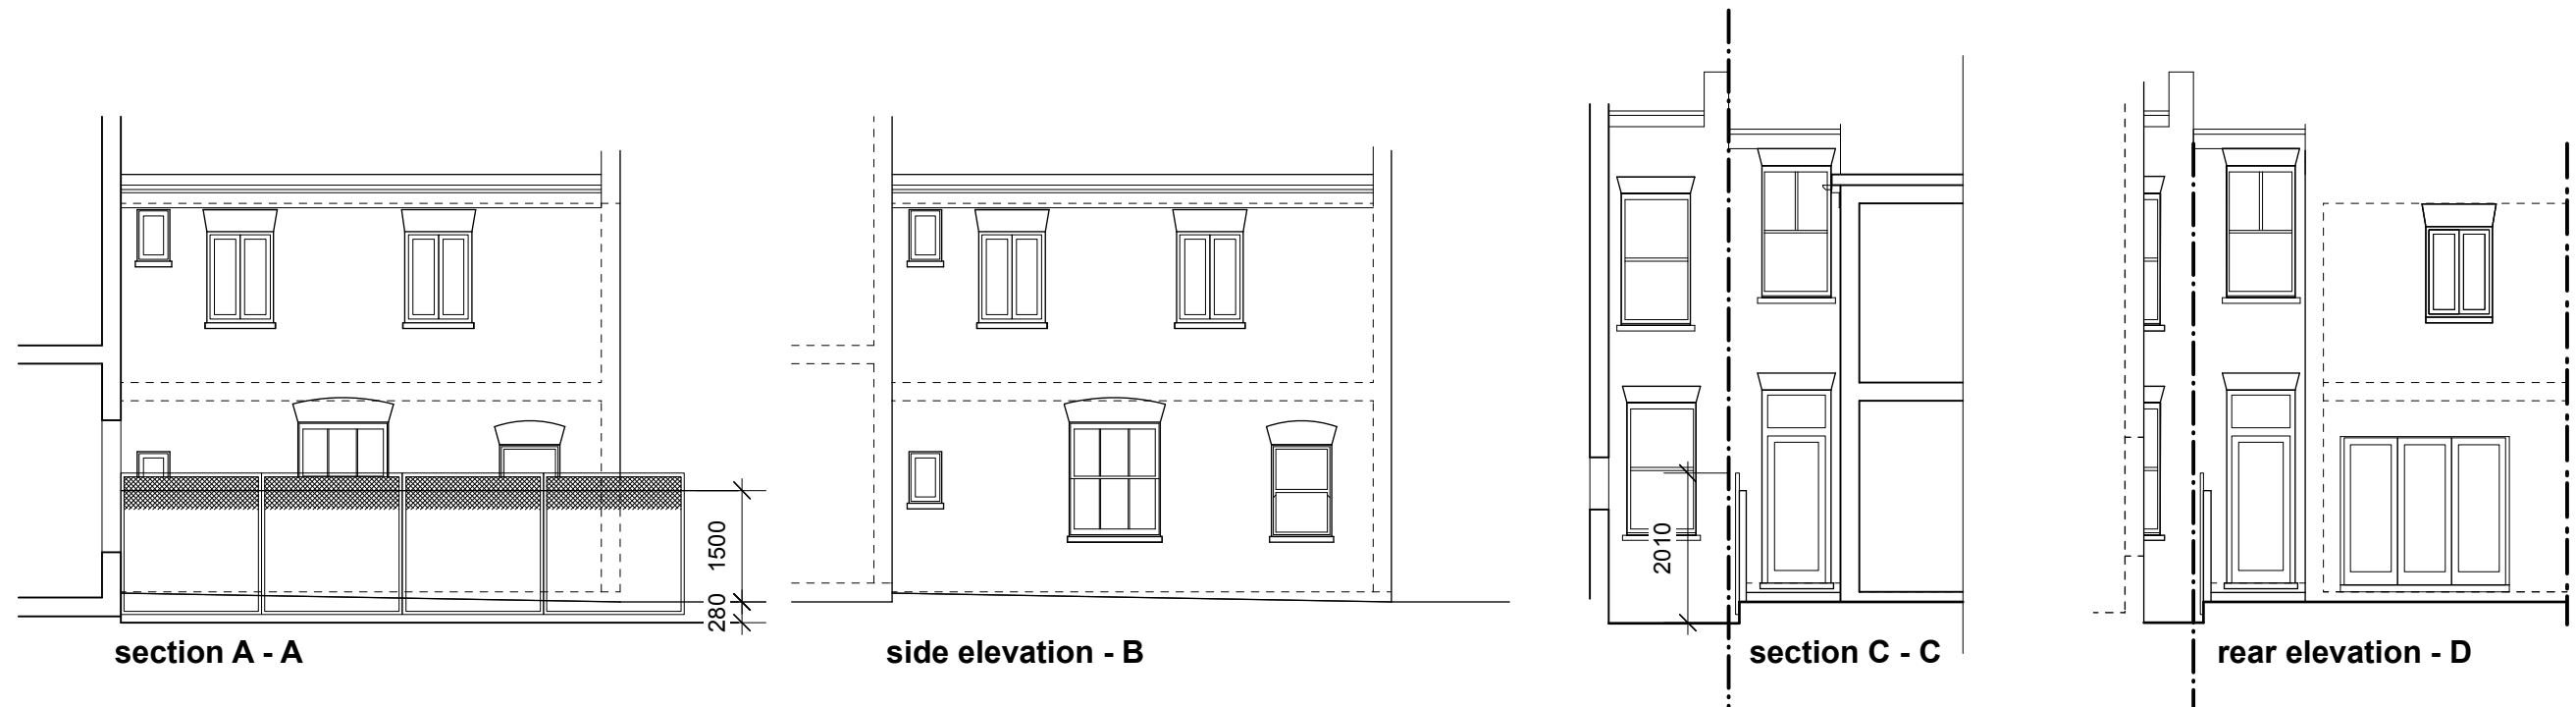 1500
280
2010
section A - A
side elevation - B
section C - C
rear elevation - D